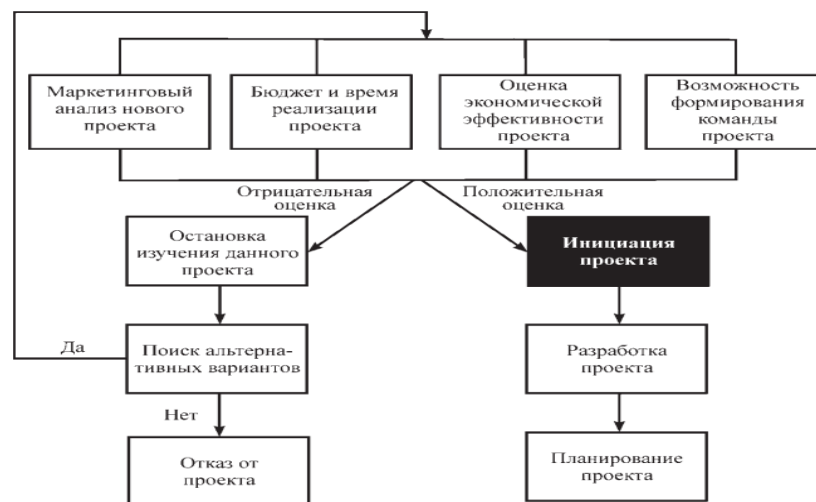 Маркетинговый
анализ нового
проекта
Бюджет и время
реализации
проекта
Оценка
экономической
эффективности
проекта
Возможность
формирования
команды
проекта
Отрицательная
оценка
Положительная
оценка
Остановка
изучения данного
проекта
Инициация
проекта
Да
Поиск альтерна-
тивных вариантов
Разработка
проекта
Нет
Отказ от
проекта
Планирование
проекта